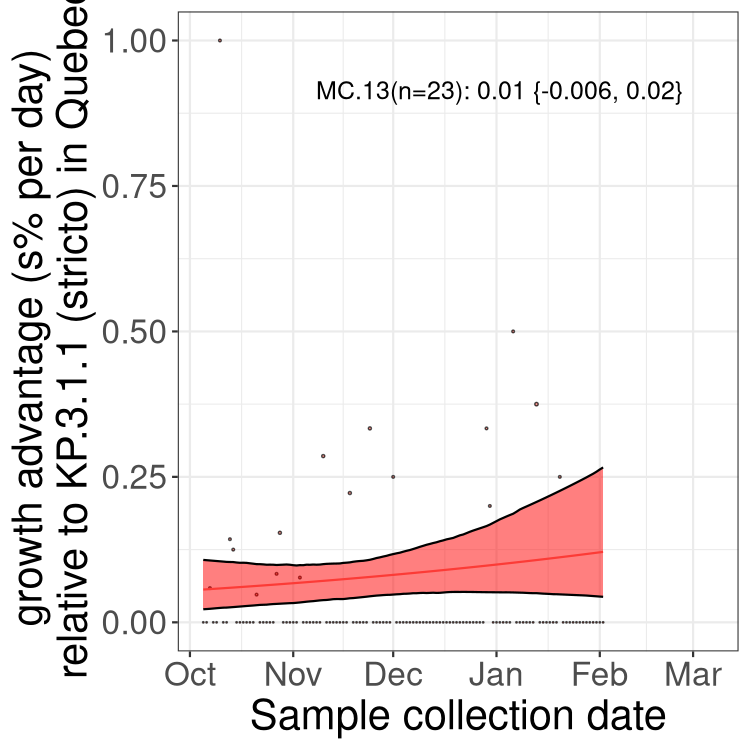 growth advantage (s% per day)
relative to KP.3.1.1 (stricto) in Quebec
1.00
0.75
0.50
0.25
0.00
MC.13(n=23): 0.01 {-0.006, 0.02}
Oct Nov Dec Jan Feb Mar
Sample collection date